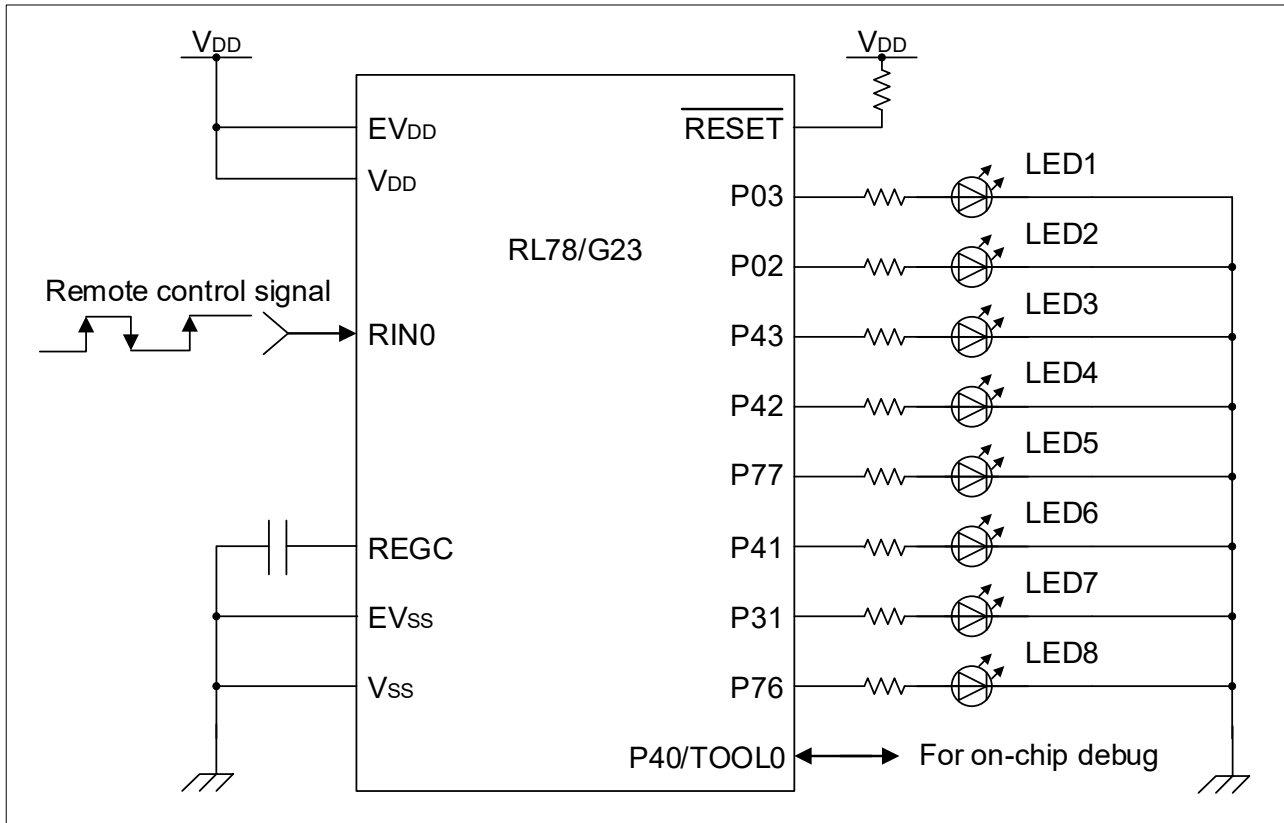 VDD
VDD
EVDD
RESET
VDD
P03
LED1
RL78/G23
P02
LED2
Remote control signal
RIN0
P43
LED3
P42
LED4
P77
LED5
REGC
P41
LED6
EVSS
P31
LED7
VSS
P76
LED8
P40/TOOL0
For on-chip debug